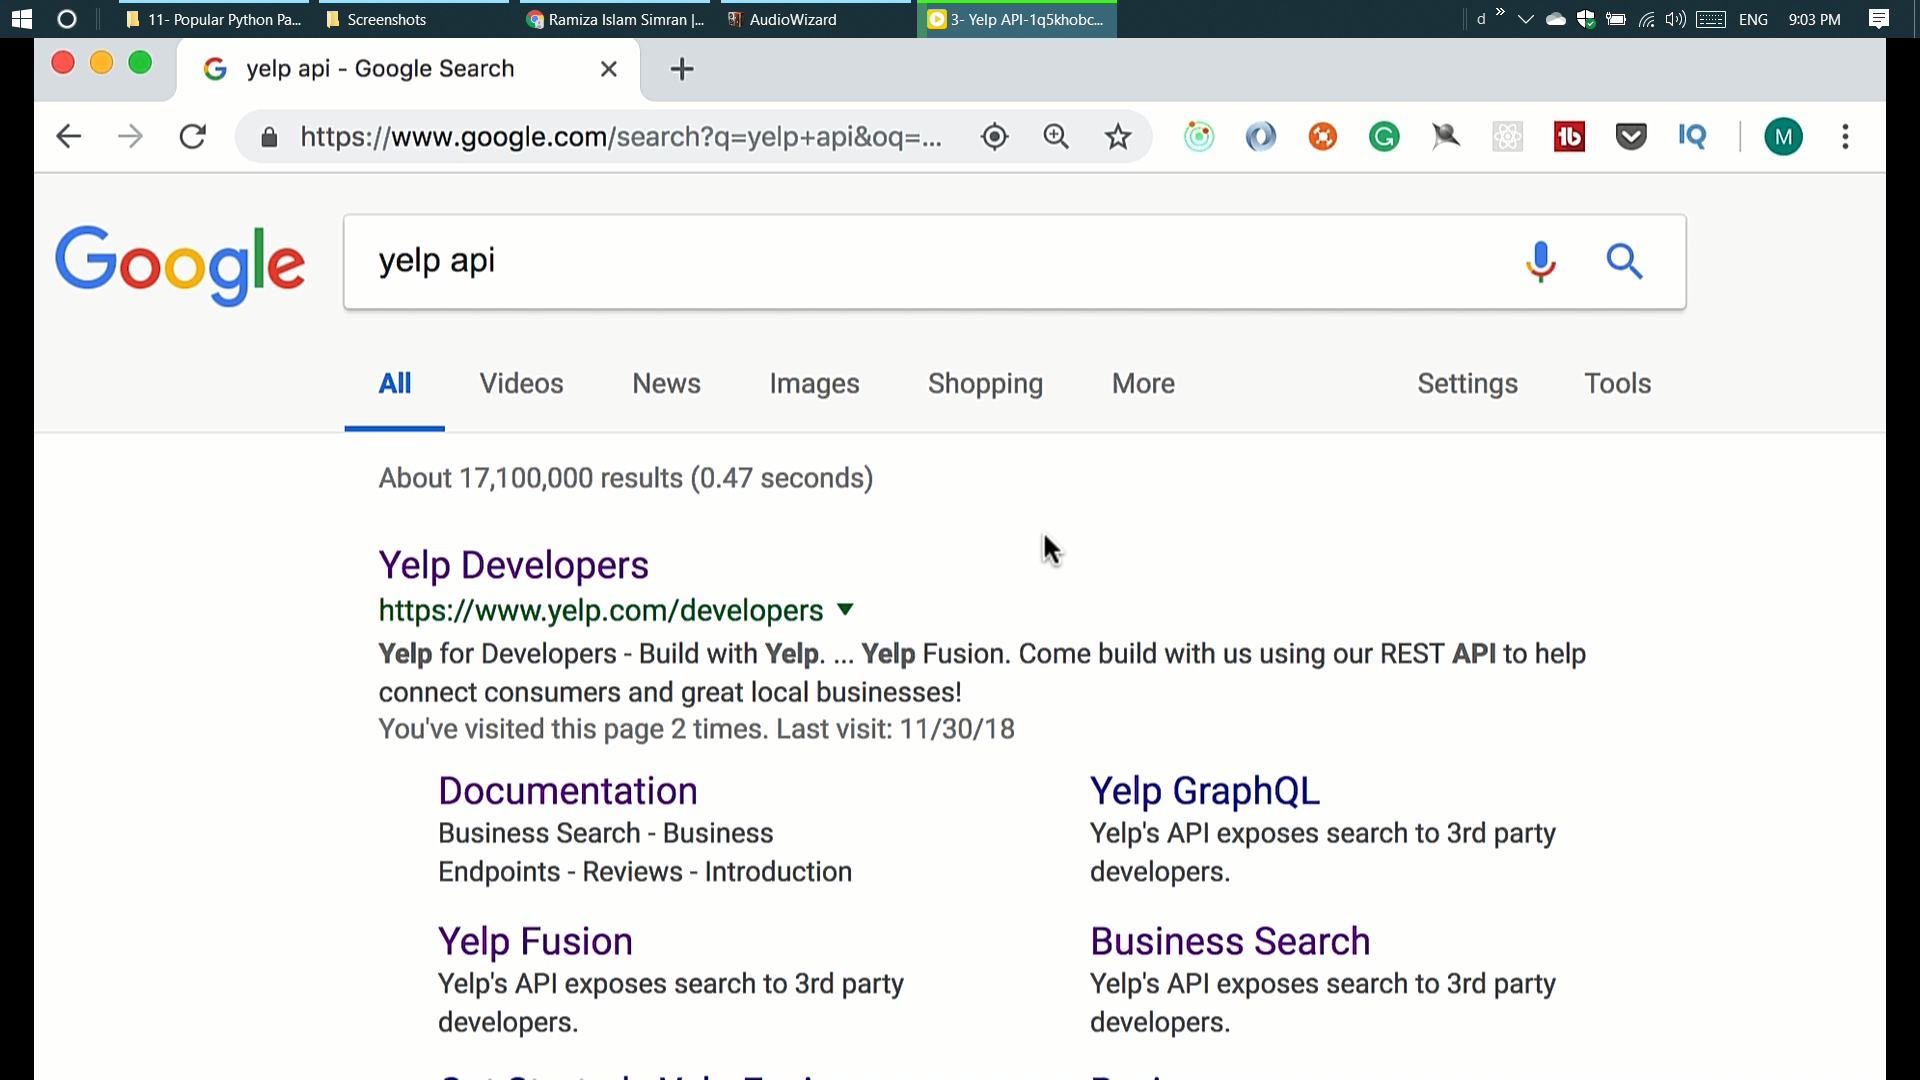 11- Popular Python Pa...
Screenshots
Ramiza Islam Simran |...
AudioWizard
3- Yelp API-1q5khobc...
d
ENG
9:03 PM
yelp api - Google Search
https://www.google.com/search?q=yelp+api&oq=...
IQ
M
Google
yelp api
All
Videos
News
Images
Shopping
More
Settings
Tools
About 17,100,000 results (0.47 seconds)
Yelp Developers
https://www.yelp.com/developers
Yelp for Developers - Build with Yelp. ... Yelp Fusion. Come build with us using our REST API to help
connect consumers and great local businesses!
You've visited this page 2 times. Last visit: 11/30/18
Documentation
Business Search - Business
Endpoints - Reviews - Introduction
Yelp GraphQL
Yelp's API exposes search to 3rd party
developers.
Yelp Fusion
Yelp's API exposes search to 3rd party
developers.
Business Search
Yelp's API exposes search to 3rd party
developers.